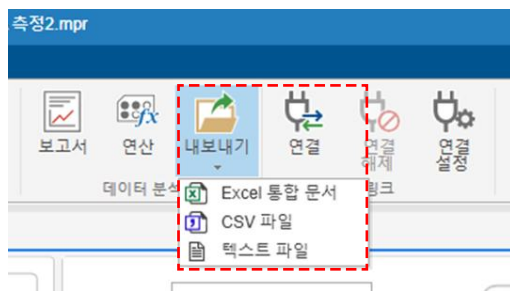 측정2.mpr
보고서 연산 내보내기 연결 연결 해제 연결 설정
데이터 분석 링크
Excel 통합 문서
CSV 파일
텍스트 파일